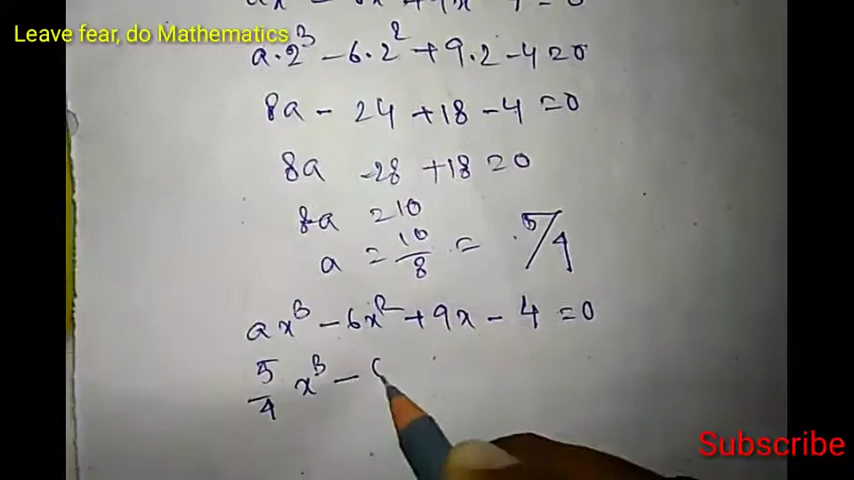 Leave fear, do Mathematics
a·2³ - 6·2² + 9·2 - 4 = 0
8a - 24 + 18 - 4 = 0
8a -28 + 18 = 0
8a = 10
a = 10/8 = 5/4
ax³ - 6x² + 9x - 4 = 0
5/4 x³ -
Subscribe